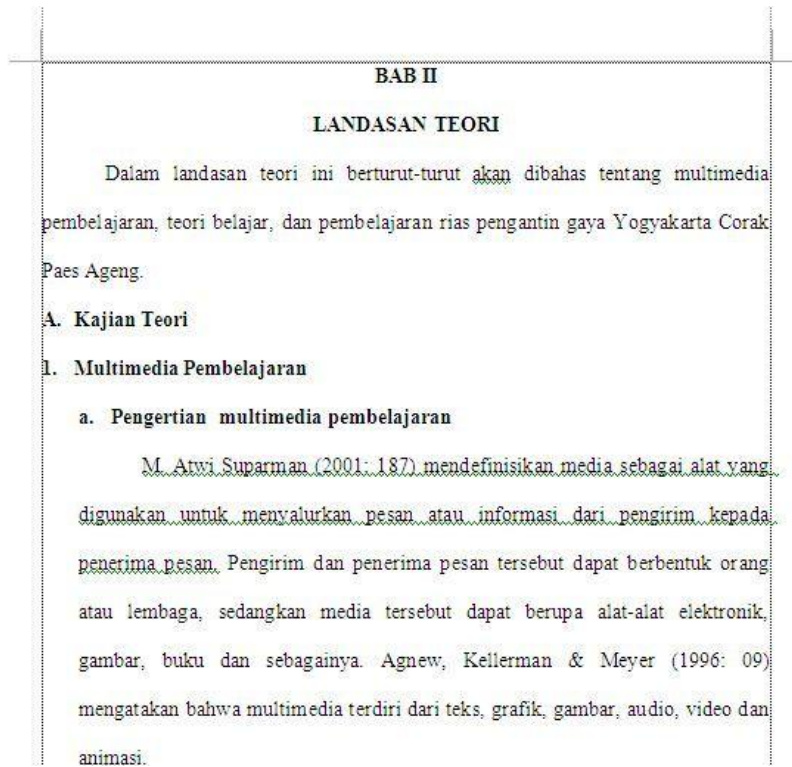 BAB II
LANDASAN TEORI
Dalam landasan teori ini berturut-turut akan dibahas tentang multimedia
pembelajaran, teori belajar, dan pembelajaran rias pengantin gaya Yogyakarta Corak
Paes Ageng.
A. Kajian Teori
1. Multimedia Pembelajaran
a. Pengertian multimedia pembelajaran
M. Atwi Suparman (2001: 187) mendefinisikan media sebagai alat yang
digunakan untuk menyalurkan pesan atau informasi dari pengirim kepada
penerima pesan. Pengirim dan penerima pesan tersebut dapat berbentuk orang
atau lembaga, sedangkan media tersebut dapat berupa alat-alat elektronik,
gambar, buku dan sebagainya. Agnew, Kellerman & Meyer (1996: 09)
mengatakan bahwa multimedia terdiri dari teks, grafik, gambar, audio, video dan
animasi.